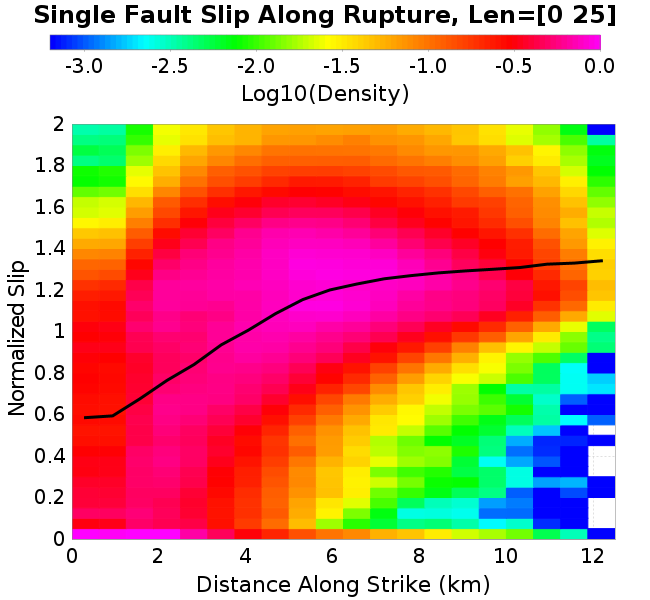 Single Fault Slip Along Rupture, Len=[0 25]
-3.0 -2.5 -2.0 -1.5 -1.0 -0.5 0.0
Log10(Density)
2
1.8
1.6
1.4
1.2
1
0.8
0.6
0.4
0.2
0
Normalized Slip
0 2 4 6 8 10 12
Distance Along Strike (km)